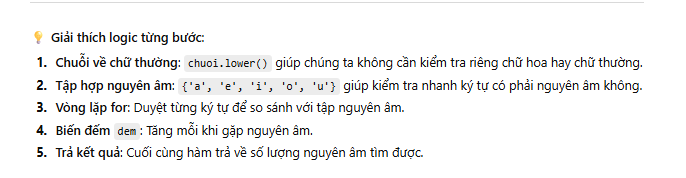 💡 Giải thích logic từng bước:
1. Chuỗi về chữ thường: chuoi.lower() giúp chúng ta không cần kiểm tra riêng chữ hoa hay chữ thường.
2. Tập hợp nguyên âm: {'a', 'e', 'i', 'o', 'u'} giúp kiểm tra nhanh ký tự có phải nguyên âm không.
3. Vòng lặp for: Duyệt từng ký tự để so sánh với tập nguyên âm.
4. Biến đếm dem: Tăng mỗi khi gặp nguyên âm.
5. Trả kết quả: Cuối cùng hàm trả về số lượng nguyên âm tìm được.